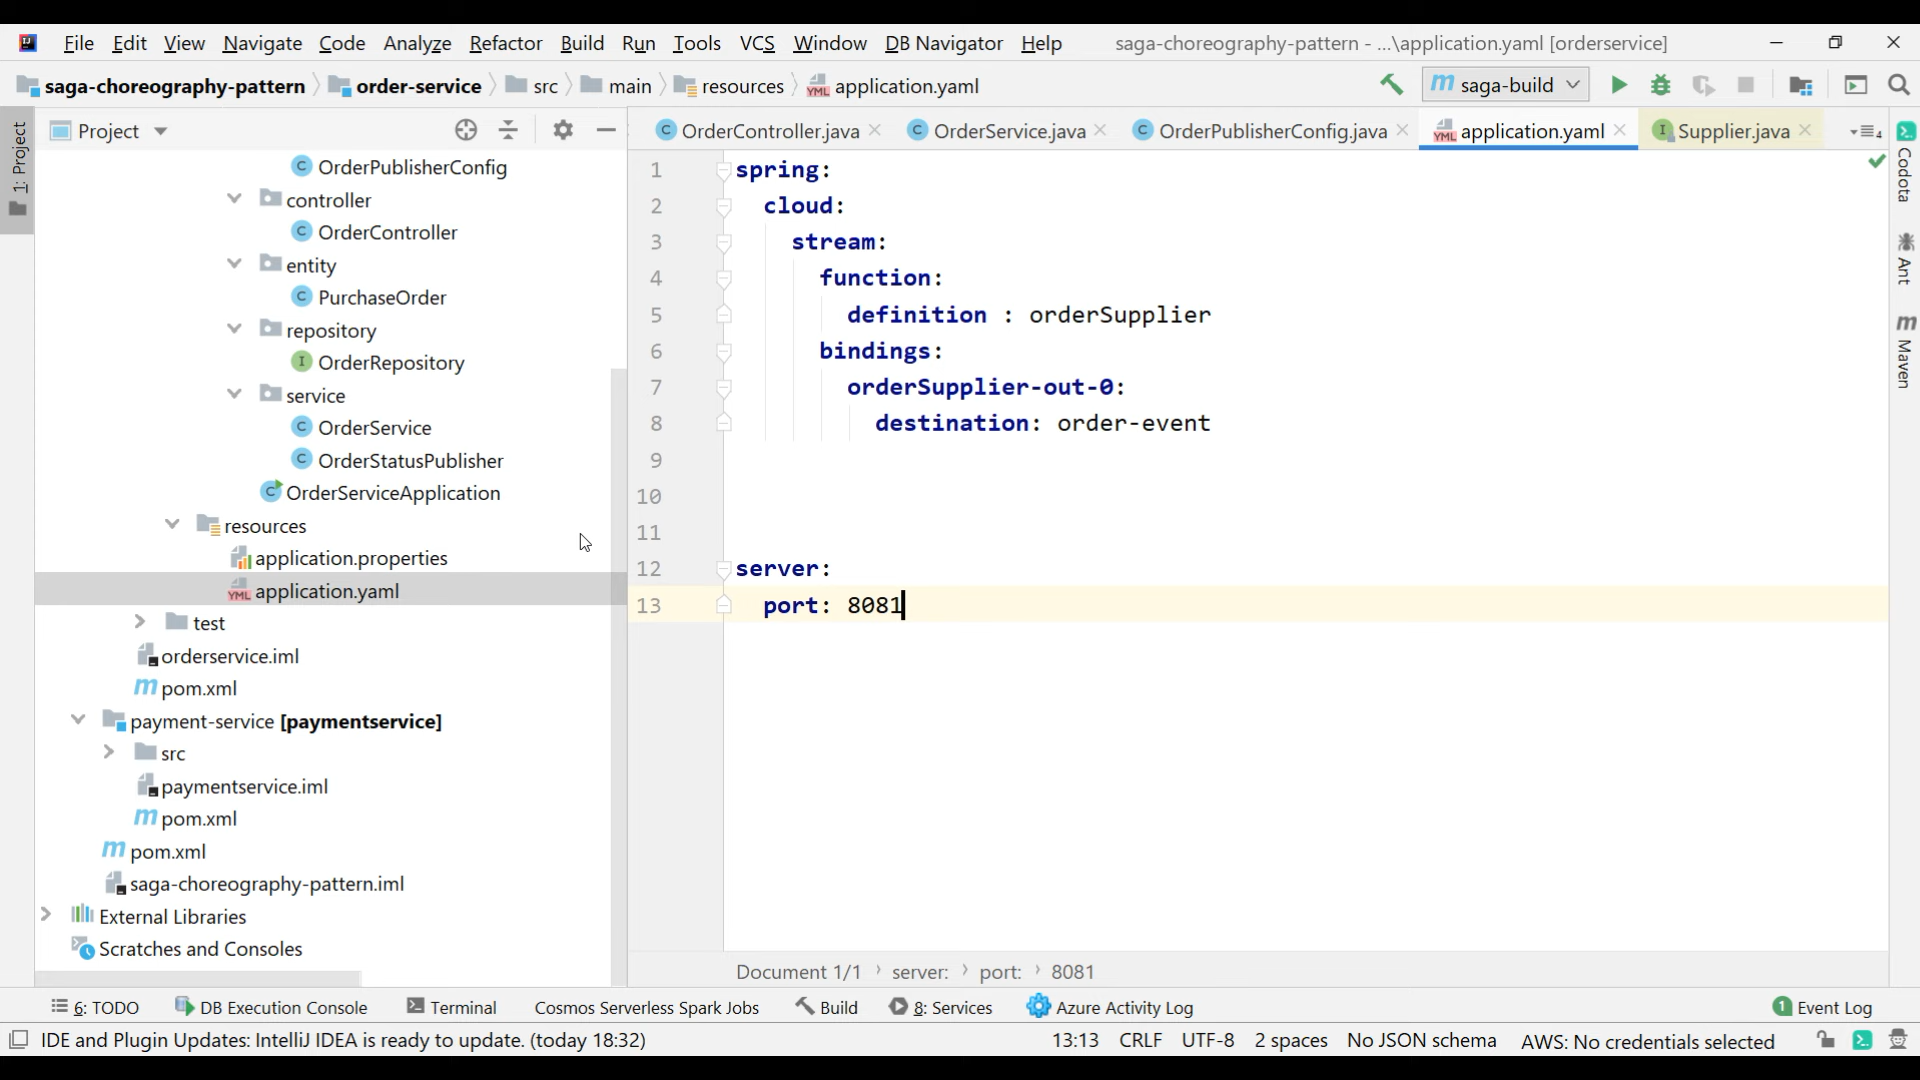 File Edit View Navigate Code Analyze Refactor Build Run Tools VCS Window DB Navigator Help saga-choreography-pattern - ...\application.yaml [orderservice]
saga-choreography-pattern order-service src main resources application.yaml saga-build
Project
OrderController.java OrderService.java OrderPublisherConfig.java application.yaml Supplier.java
1: Project
OrderPublisherConfig
controller
OrderController
entity
PurchaseOrder
repository
OrderRepository
service
OrderService
OrderStatusPublisher
OrderServiceApplication
resources
application.properties
application.yaml
test
orderservice.iml
pom.xml
payment-service [paymentservice]
src
paymentservice.iml
pom.xml
pom.xml
saga-choreography-pattern.iml
External Libraries
Scratches and Consoles
1 spring:
2 cloud:
3 stream:
4 function:
5 definition : orderSupplier
6 bindings:
7 orderSupplier-out-0:
8 destination: order-event
9
10
11
12 server:
13 port: 8081
Codota
Ant
Maven
Document 1/1 › server: › port: › 8081
6: TODO DB Execution Console Terminal Cosmos Serverless Spark Jobs Build 8: Services Azure Activity Log 1 Event Log
IDE and Plugin Updates: IntelliJ IDEA is ready to update. (today 18:32) 13:13 CRLF UTF-8 2 spaces No JSON schema AWS: No credentials selected